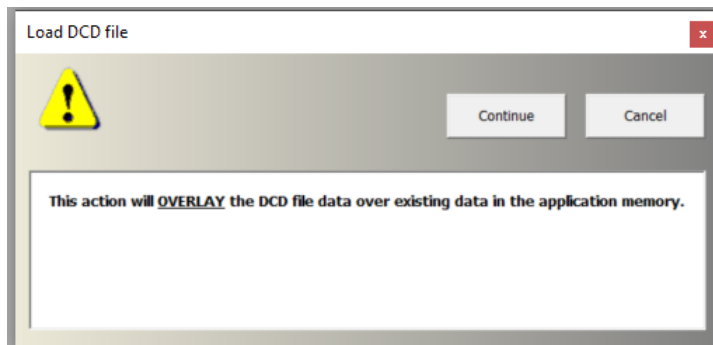 Load DCD file
x
Continue
Cancel
This action will OVERLAY the DCD file data over existing data in the application memory.